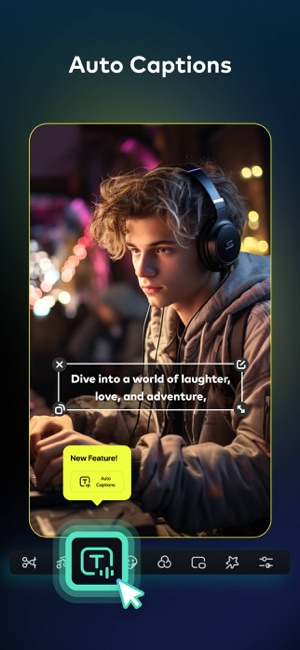 Auto Captions
Dive into a world of laughter,
love, and adventure,
New Feature!
Auto
Captions